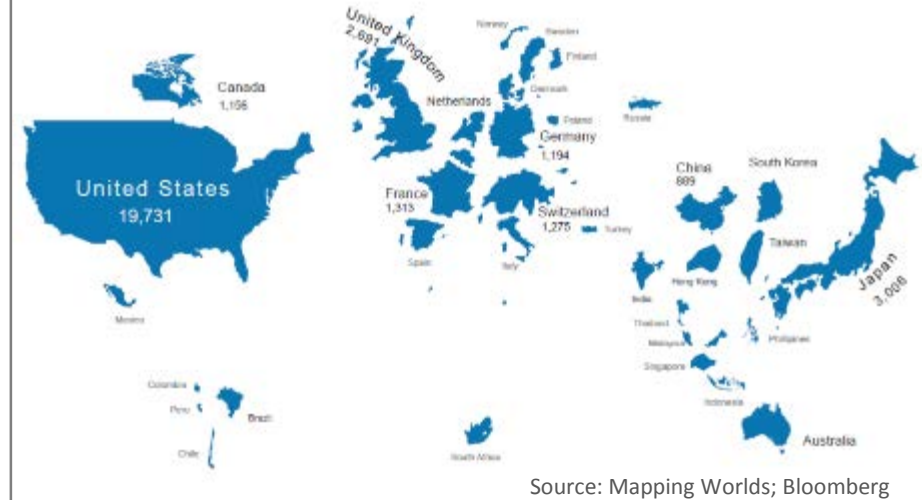 Canada
1,156
United States
19,731
Mexico
Colombia
Peru
Chile
Brazil
United Kingdom
2,691
Norway
Sweden
Finland
Denmark
Netherlands
Poland
Germany
1,194
France
1,313
Switzerland
1,275
Spain
Italy
Turkey
Russia
South Africa
China
889
South Korea
Taiwan
Hong Kong
India
Japan
3,006
Thailand
Malaysia
Singapore
Indonesia
Philippines
Australia
Source: Mapping Worlds; Bloomberg